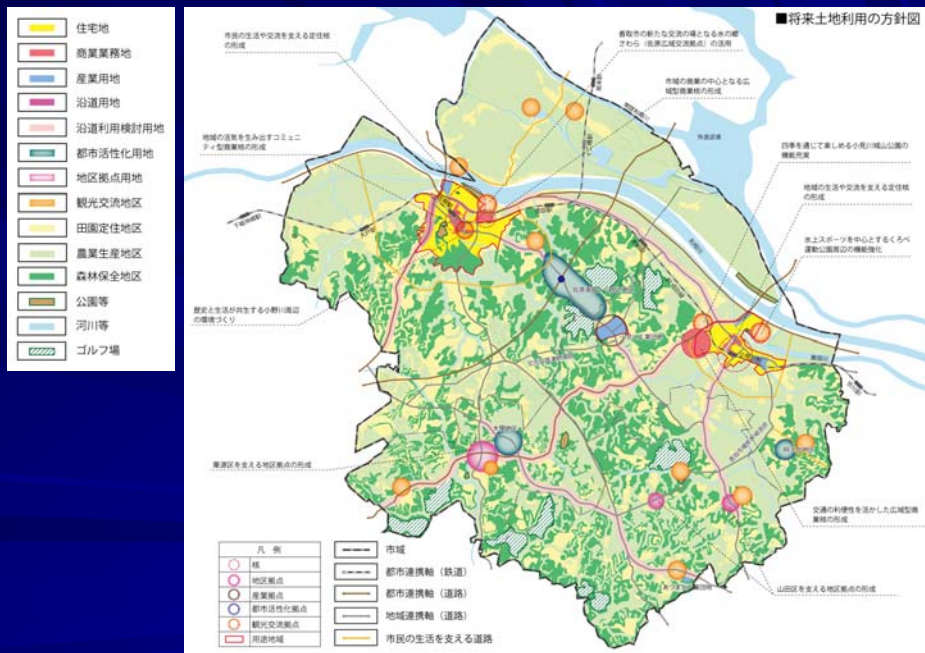 ■将来土地利用の方針図
住宅地
商業業務地
産業用地
沿道用地
沿道利用検討用地
都市活性化用地
地区拠点用地
観光交流地区
田園定住地区
農業生産地区
森林保全地区
公園等
河川等
ゴルフ場
市民の生活や交流を支える定住核
の形成
香取市の新たな交流の場となる水の郷
さわら（佐原広域交流拠点）の活用
市域の商業の中心となる広
域型商業核の形成
地域の活気を生み出すコミュニ
ティ型商業核の形成
四季を通じて楽しめる小見川城山公園の
機能充実
地域の生活や交流を支える定住核
の形成
水上スポーツを中心とするくろべ
運動公園周辺の機能強化
歴史と生活が共生する小野川周辺
の環境づくり
栗源区を支える地区拠点の形成
交通の利便性を活かした広域型商
業核の形成
山田区を支える地区拠点の形成
凡 例
核
地区拠点
産業拠点
都市活性化拠点
観光交流拠点
用途地域
市域
都市連携軸（鉄道）
都市連携軸（道路）
地域連携軸（道路）
市民の生活を支える道路